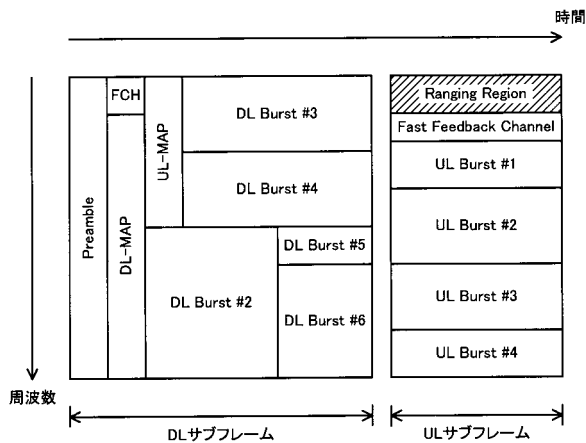 時間
Preamble
FCH
DL-MAP
UL-MAP
DL Burst #3
DL Burst #4
DL Burst #2
DL Burst #5
DL Burst #6
Ranging Region
Fast Feedback Channel
UL Burst #1
UL Burst #2
UL Burst #3
UL Burst #4
周波数
DLサブフレーム
ULサブフレーム